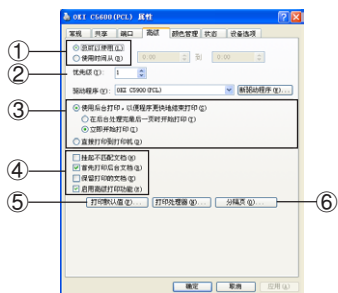 OKI C5600(PCL) 属性
常规 共享 端口 高级 颜色管理 状态 设备选项
① 始终可以使用(L)
使用时间从(B) 0:00 到 0:00
② 优先级(Y): 1
驱动程序(V): OKI C5900(PCL) 新驱动程序(W)...
③ 使用后台打印,以便程序更快地结束打印(S)
在后台处理完最后一页时开始打印(T)
立即开始打印(I)
直接打印到打印机(D)
④ 挂起不匹配文档(H)
首先打印后台文档(R)
保留打印的文档(K)
启用高级打印功能(E)
⑤ 打印默认值(F)... 打印处理器(N)... 分隔页(O)... ⑥
确定 取消 应用(A)